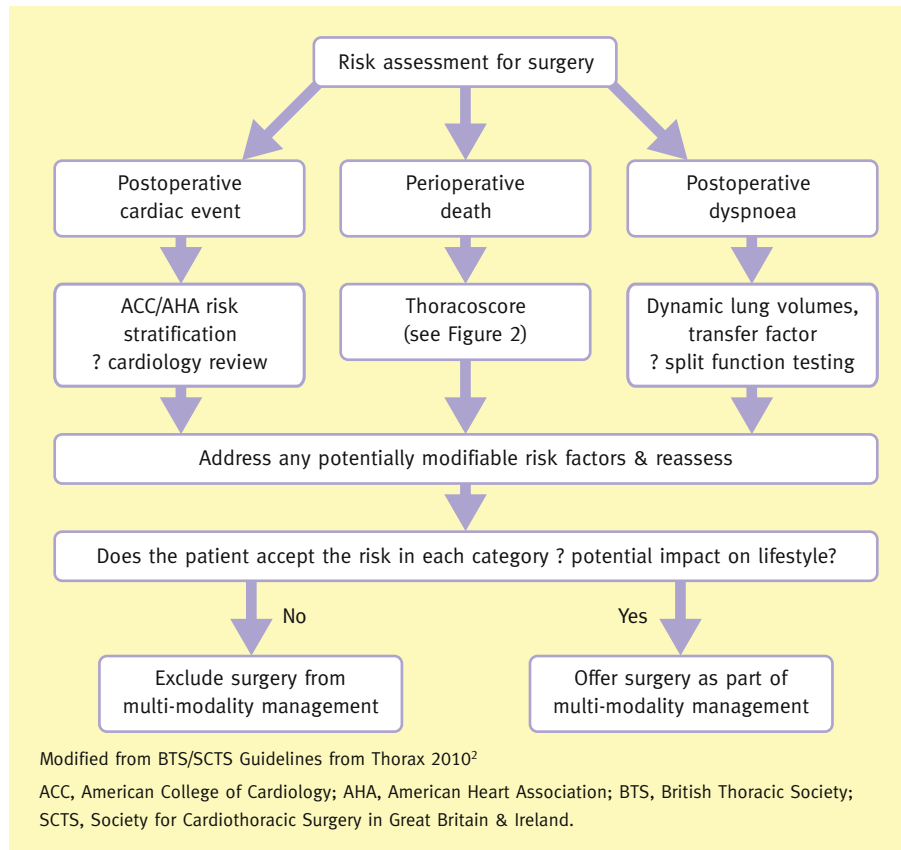 Risk assessment for surgery
Postoperative
cardiac event
Perioperative
death
Postoperative
dyspnoea
ACC/AHA risk
stratification
? cardiology review
Thoracoscore
(see Figure 2)
Dynamic lung volumes,
transfer factor
? split function testing
Address any potentially modifiable risk factors & reassess
Does the patient accept the risk in each category ? potential impact on lifestyle?
No
Yes
Exclude surgery from
multi-modality management
Offer surgery as part of
multi-modality management
Modified from BTS/SCTS Guidelines from Thorax 2010²
ACC, American College of Cardiology; AHA, American Heart Association; BTS, British Thoracic Society;
SCTS, Society for Cardiothoracic Surgery in Great Britain & Ireland.